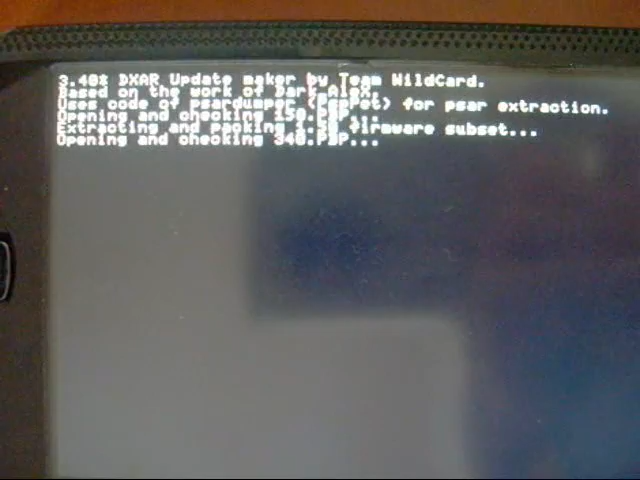 3.40% DXAR Update maker by Team WildCard.
Based on the work of Dark_AleX.
Uses code of psardumper (PspPet) for psar extraction.
Opening and checking 150.PBP...
Extracting and packing 1.50 firmware subset...
Opening and checking 340.PBP...